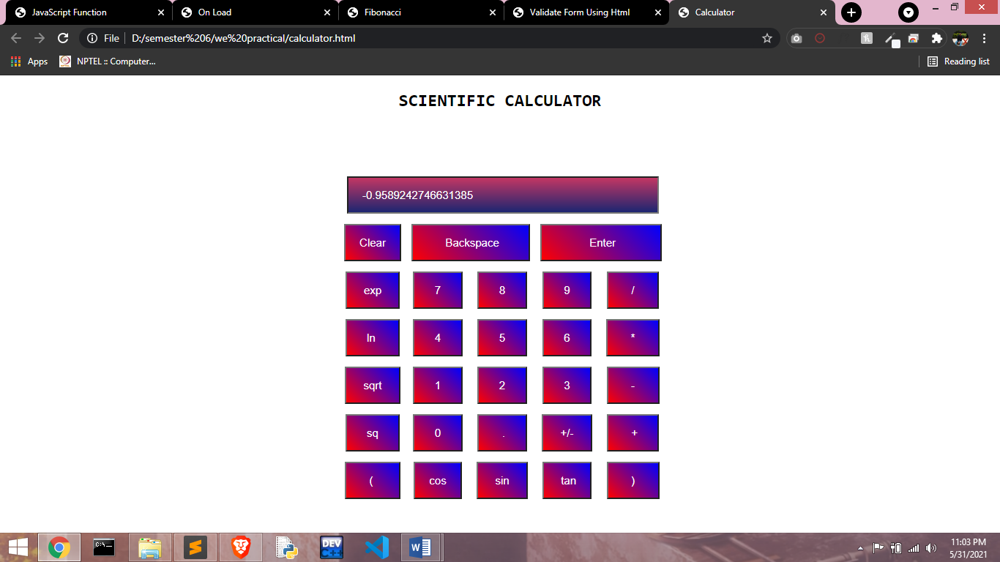 JavaScript Function
On Load
Fibonacci
Validate Form Using Html
Calculator
File
D:/semester%206/we%20practical/calculator.html
Apps
NPTEL :: Computer...
Reading list
SCIENTIFIC CALCULATOR
-0.9589242746631385
Clear Backspace Enter
exp 7 8 9 /
ln 4 5 6 *
sqrt 1 2 3 -
sq 0 . +/- +
( cos sin tan )
DEV
C++
11:03 PM
5/31/2021